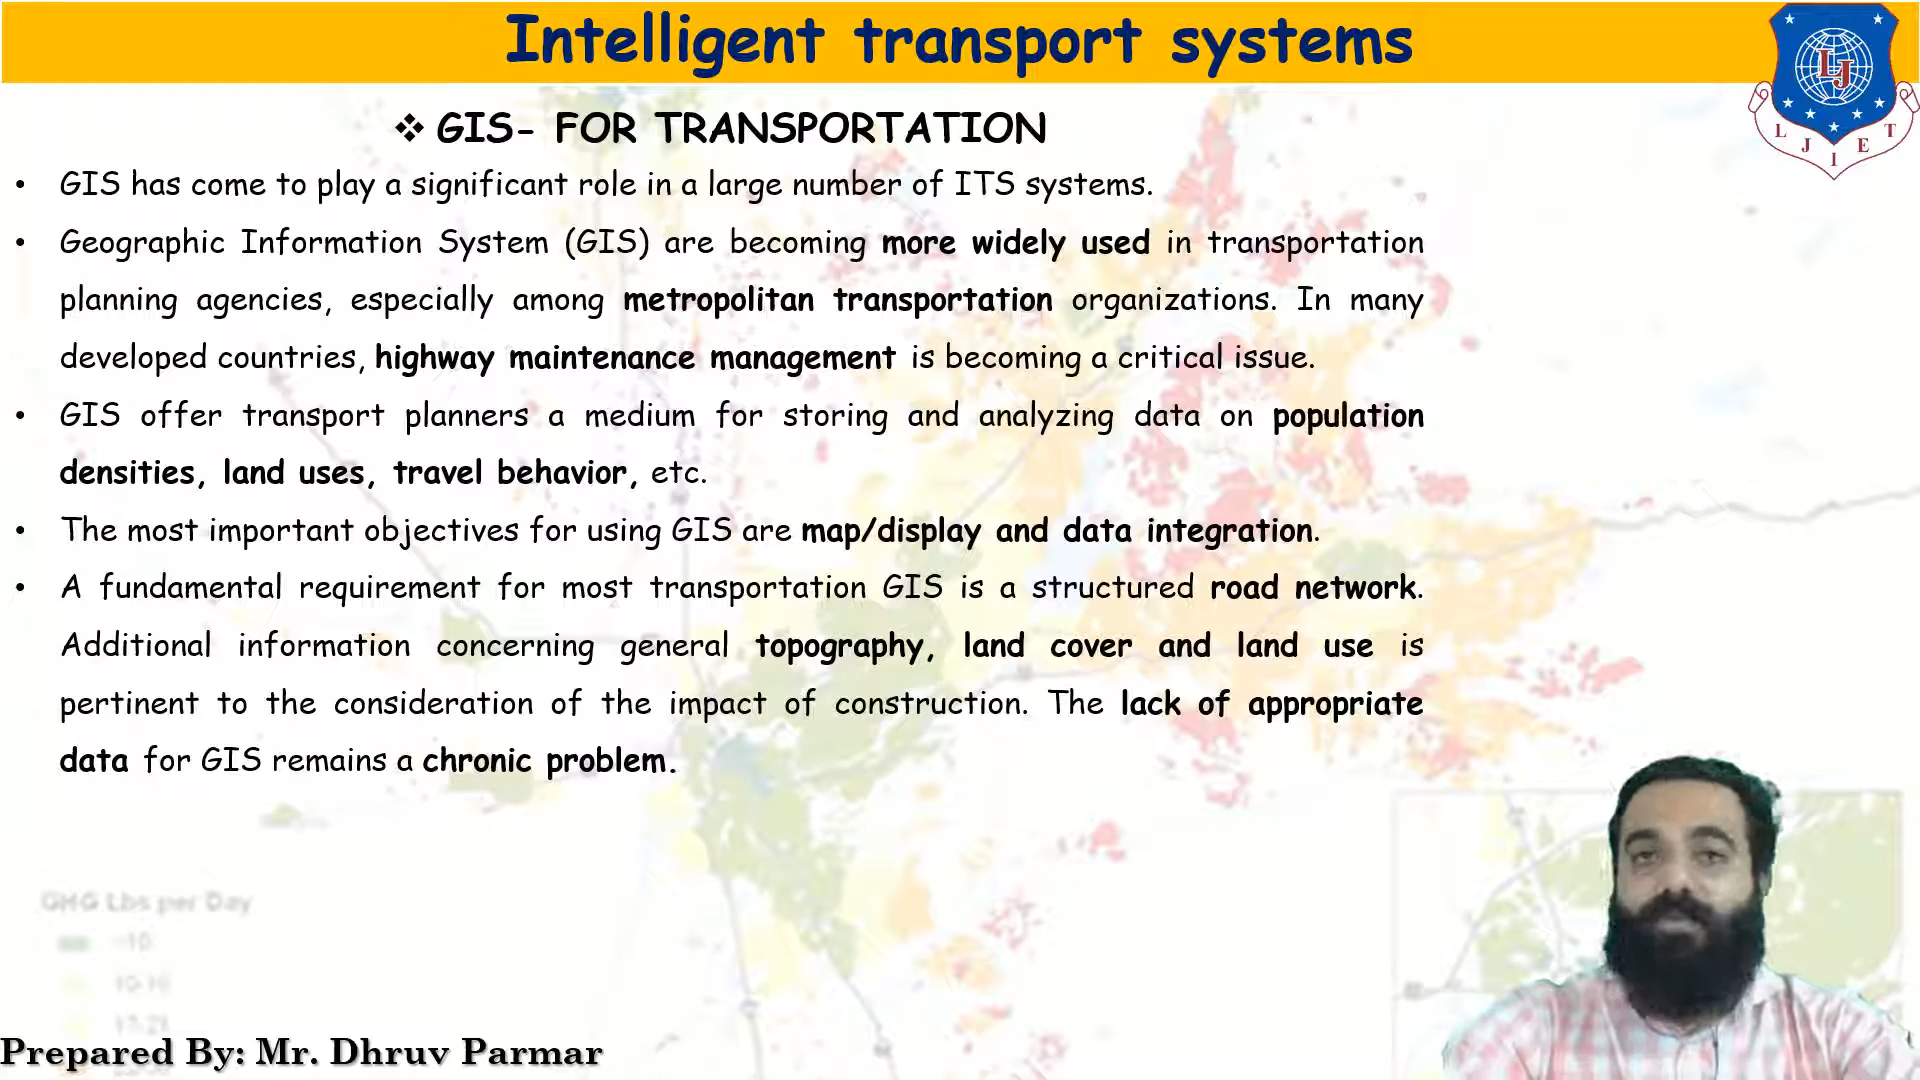 Intelligent transport systems
LJ
L J I E T
❖ GIS- FOR TRANSPORTATION
• GIS has come to play a significant role in a large number of ITS systems.
• Geographic Information System (GIS) are becoming more widely used in transportation
planning agencies, especially among metropolitan transportation organizations. In many
developed countries, highway maintenance management is becoming a critical issue.
• GIS offer transport planners a medium for storing and analyzing data on population
densities, land uses, travel behavior, etc.
• The most important objectives for using GIS are map/display and data integration.
• A fundamental requirement for most transportation GIS is a structured road network.
Additional information concerning general topography, land cover and land use is
pertinent to the consideration of the impact of construction. The lack of appropriate
data for GIS remains a chronic problem.
GHG Lbs per Day
Prepared By: Mr. Dhruv Parmar